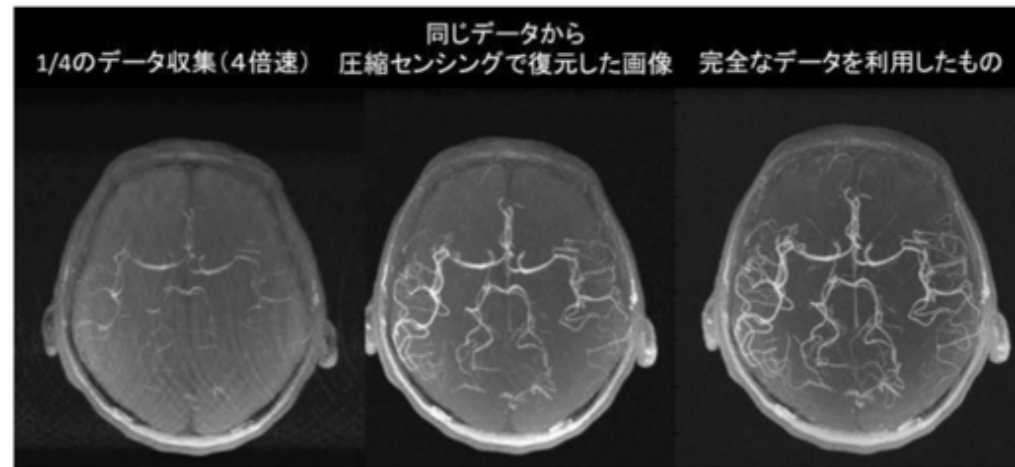 1/4のデータ収集(4倍速)
同じデータから
圧縮センシングで復元した画像
完全なデータを利用したもの